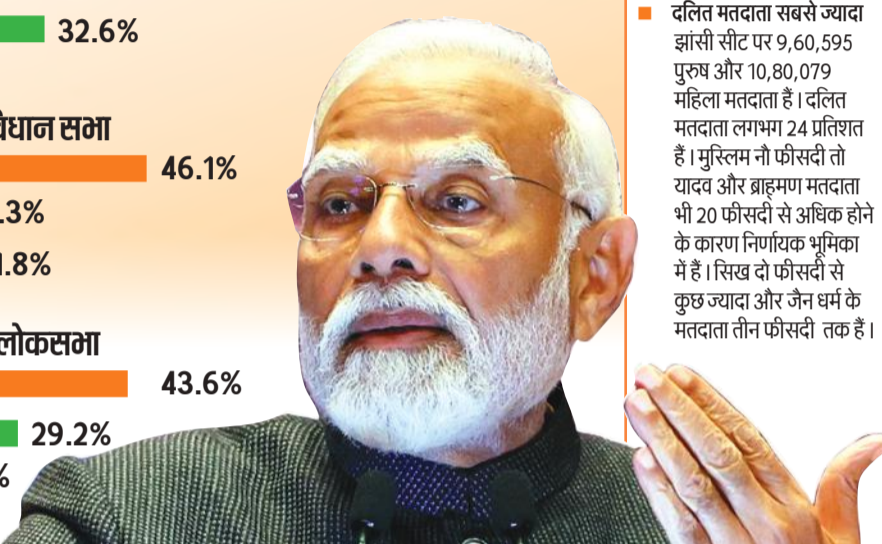 32.6%
विधान सभा
46.1%
.3%
.8%
लोकसभा
43.6%
29.2%
%
दलित मतदाता सबसे ज्यादा
झांसी सीट पर 9,60,595
पुरुष और 10,80,079
महिला मतदाता हैं। दलित
मतदाता लगभग 24 प्रतिशत
हैं। मुस्लिम नौ फीसदी तो
यादव और ब्राह्मण मतदाता
भी 20 फीसदी से अधिक होने
के कारण निर्णायक भूमिका
में हैं। सिख दो फीसदी से
कुछ ज्यादा और जैन धर्म के
मतदाता तीन फीसदी तक हैं।